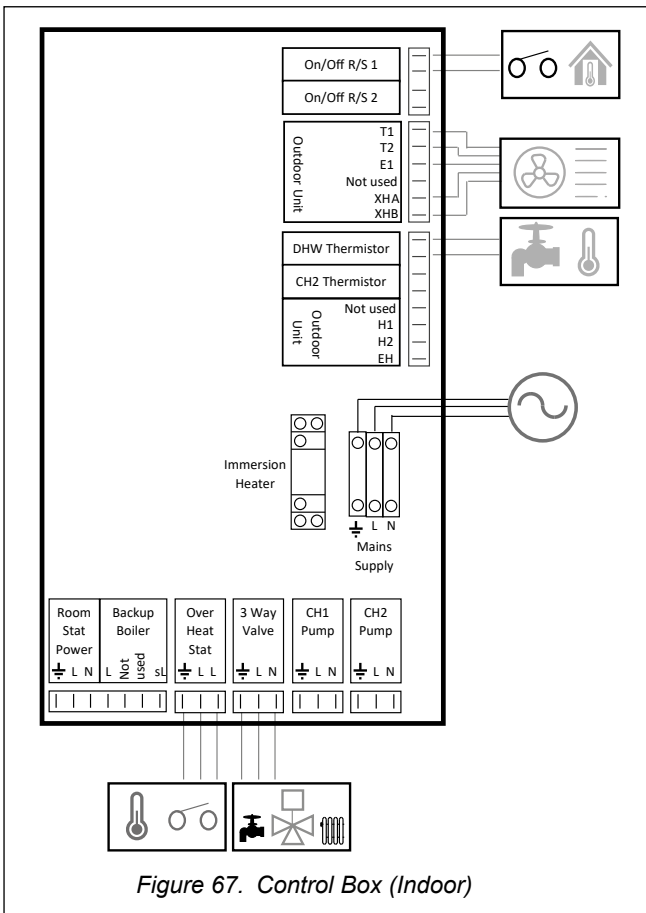 On/Off R/S 1
On/Off R/S 2
Outdoor Unit
T1
T2
E1
Not used
XHA
XHB
DHW Thermistor
CH2 Thermistor
Outdoor
Unit
Not used
H1
H2
EH
Immersion
Heater
L N
Mains
Supply
Room
Stat
Power
L N
Backup
Boiler
L Not used sL
Over
Heat
Stat
L L
3 Way
Valve
L N
CH1
Pump
L N
CH2
Pump
L N
Figure 67. Control Box (Indoor)